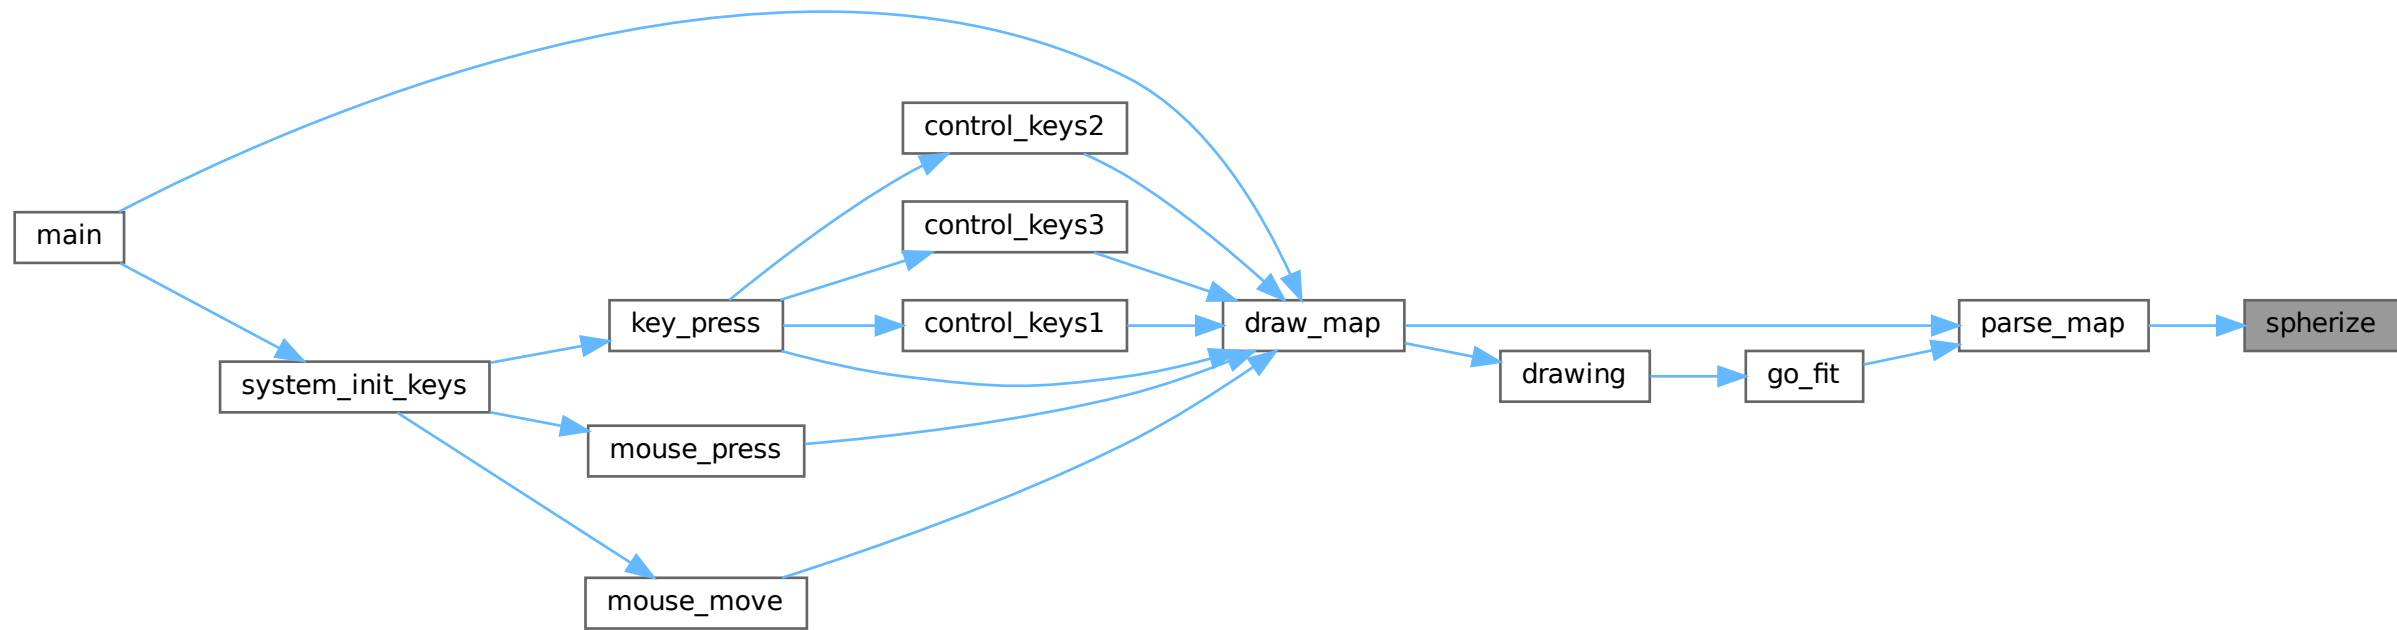 main
system_init_keys
key_press
mouse_press
mouse_move
control_keys2
control_keys3
control_keys1
draw_map
drawing
go_fit
parse_map
spherize